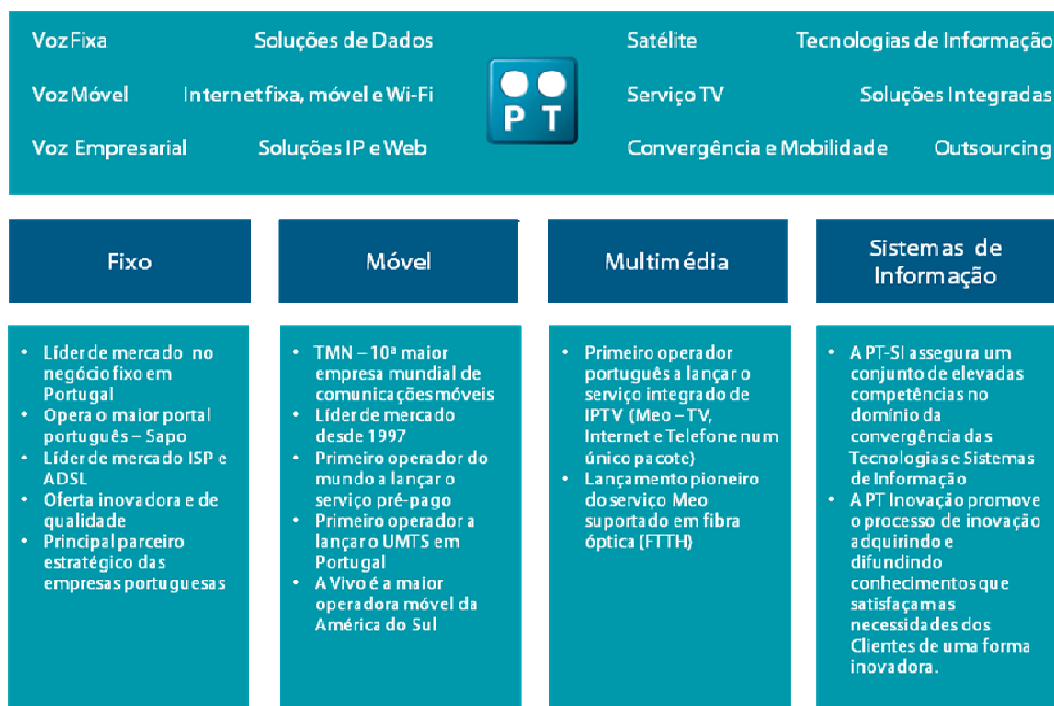 Voz Fixa
Soluções de Dados
Satélite
Tecnologias de Informação
Voz Móvel
Internet fixa, móvel e Wi-Fi
Serviço TV
Soluções Integradas
Voz Empresarial
Soluções IP e Web
Convergência e Mobilidade
Outsourcing
P T
Fixo
Móvel
Multimédia
Sistemas de
Informação
• Líder de mercado no
negócio fixo em
Portugal
• Opera o maior portal
português – Sapo
• Líder de mercado ISP e
ADSL
• Oferta inovadora e de
qualidade
• Principal parceiro
estratégico das
empresas portuguesas
• TMN – 10ª maior
empresa mundial de
comunicações móveis
• Líder de mercado
desde 1997
• Primeiro operador do
mundo a lançar o
serviço pré-pago
• Primeiro operador a
lançar o UMTS em
Portugal
• A Vivo é a maior
operadora móvel da
América do Sul
• Primeiro operador
português a lançar o
serviço integrado de
IPTV (Meo – TV,
Internet e Telefone num
único pacote)
• Lançamento pioneiro
do serviço Meo
suportado em fibra
óptica (FTTH)
• A PT-SI assegura um
conjunto de elevadas
competências no
domínio da
convergência das
Tecnologias e Sistemas
de Informação
• A PT Inovação promove
o processo de inovação
adquirindo e
difundindo
conhecimentos que
satisfaçam as
necessidades dos
Clientes de uma forma
inovadora.